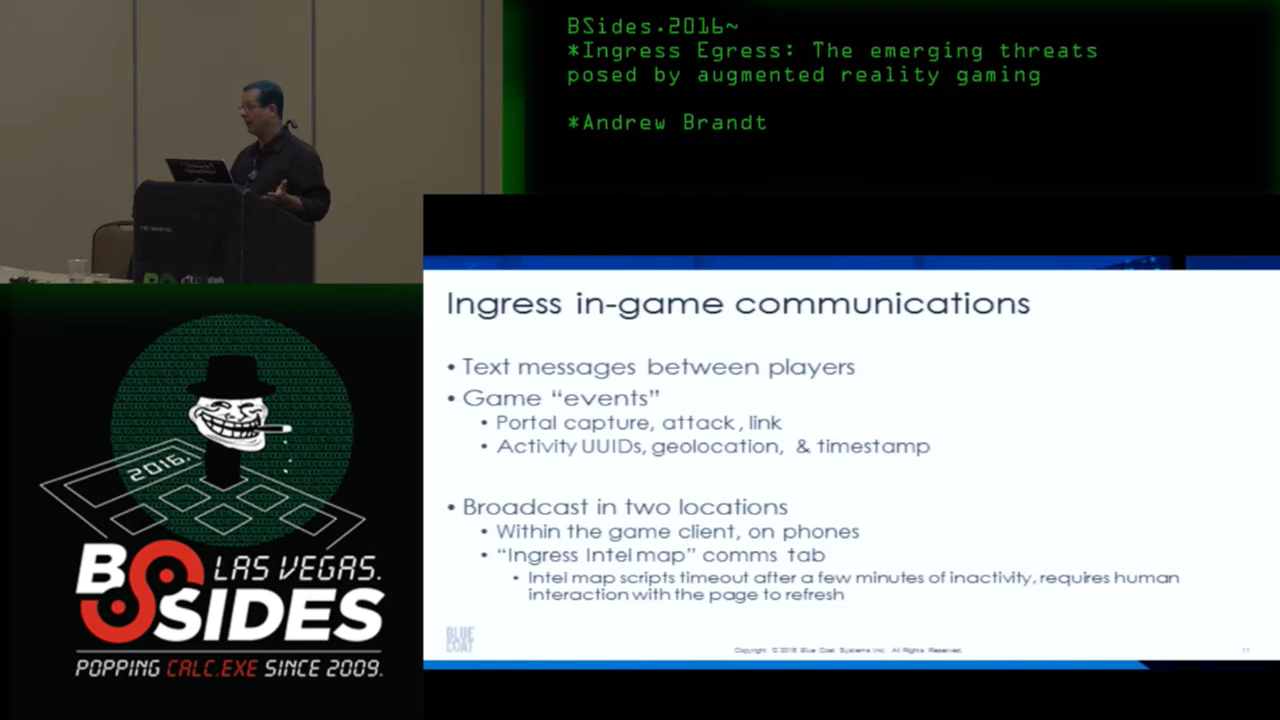 BSides.2016~
*Ingress Egress: The emerging threats
posed by augmented reality gaming
*Andrew Brandt
Ingress in-game communications
• Text messages between players
• Game “events”
• Portal capture, attack, link
• Activity UUIDs, geolocation, & timestamp
• Broadcast in two locations
• Within the game client, on phones
• “Ingress Intel map” comms tab
• Intel map scripts timeout after a few minutes of inactivity, requires human
interaction with the page to refresh
BLUE
COAT
Copyright © 2016 Blue Coat Systems Inc. All Rights Reserved.
2016.
BSIDES
LAS VEGAS.
POPPING CALC.EXE SINCE 2009.